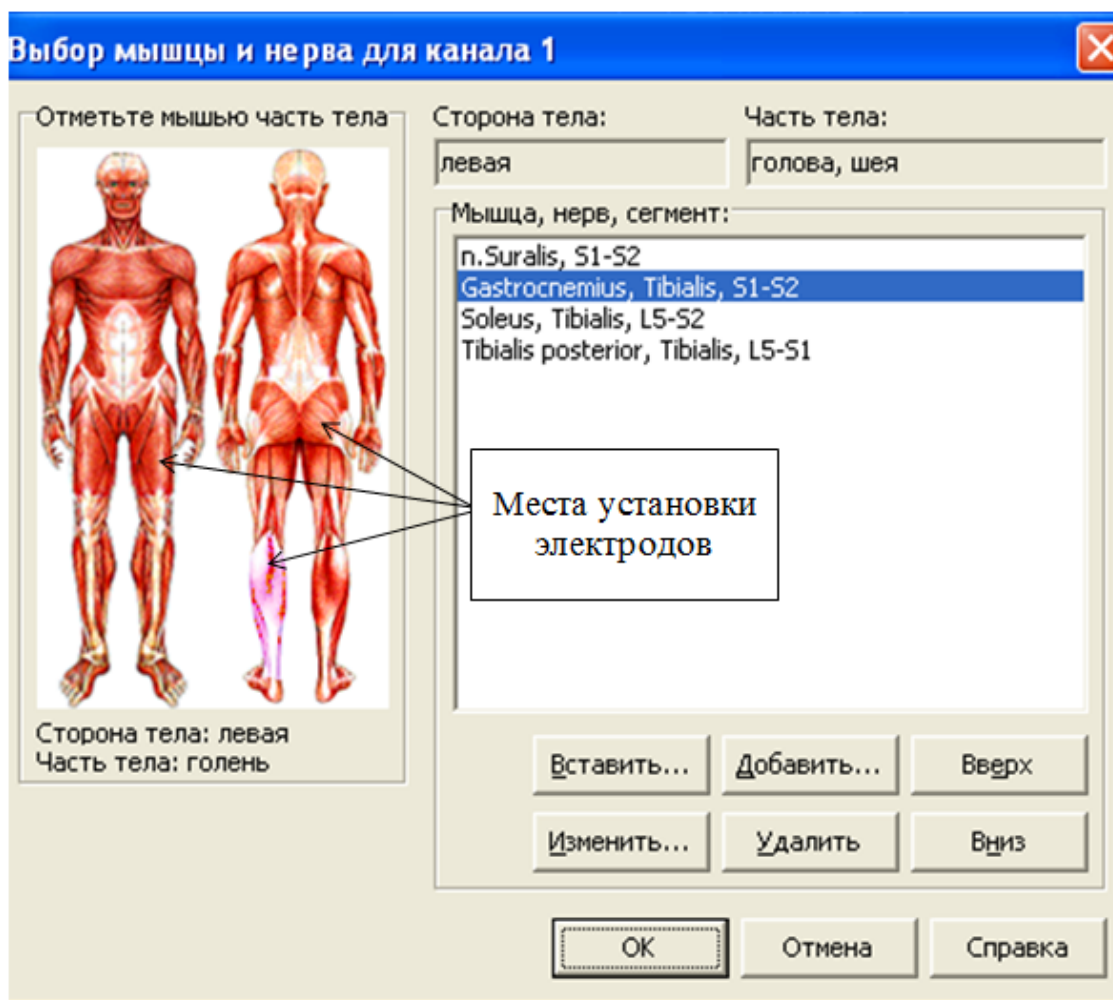 Выбор мышцы и нерва для канала 1
Отметьте мышью часть тела
Сторона тела: левая
Часть тела: голень
Сторона тела:
левая
Часть тела:
голова, шея
Мышца, нерв, сегмент:
n.Suralis, S1-S2
Gastrocnemius, Tibialis, S1-S2
Soleus, Tibialis, L5-S2
Tibialis posterior, Tibialis, L5-S1
Места установки
электродов
Вставить...
Добавить...
Вверх
Изменить...
Удалить
Вниз
ОК
Отмена
Справка